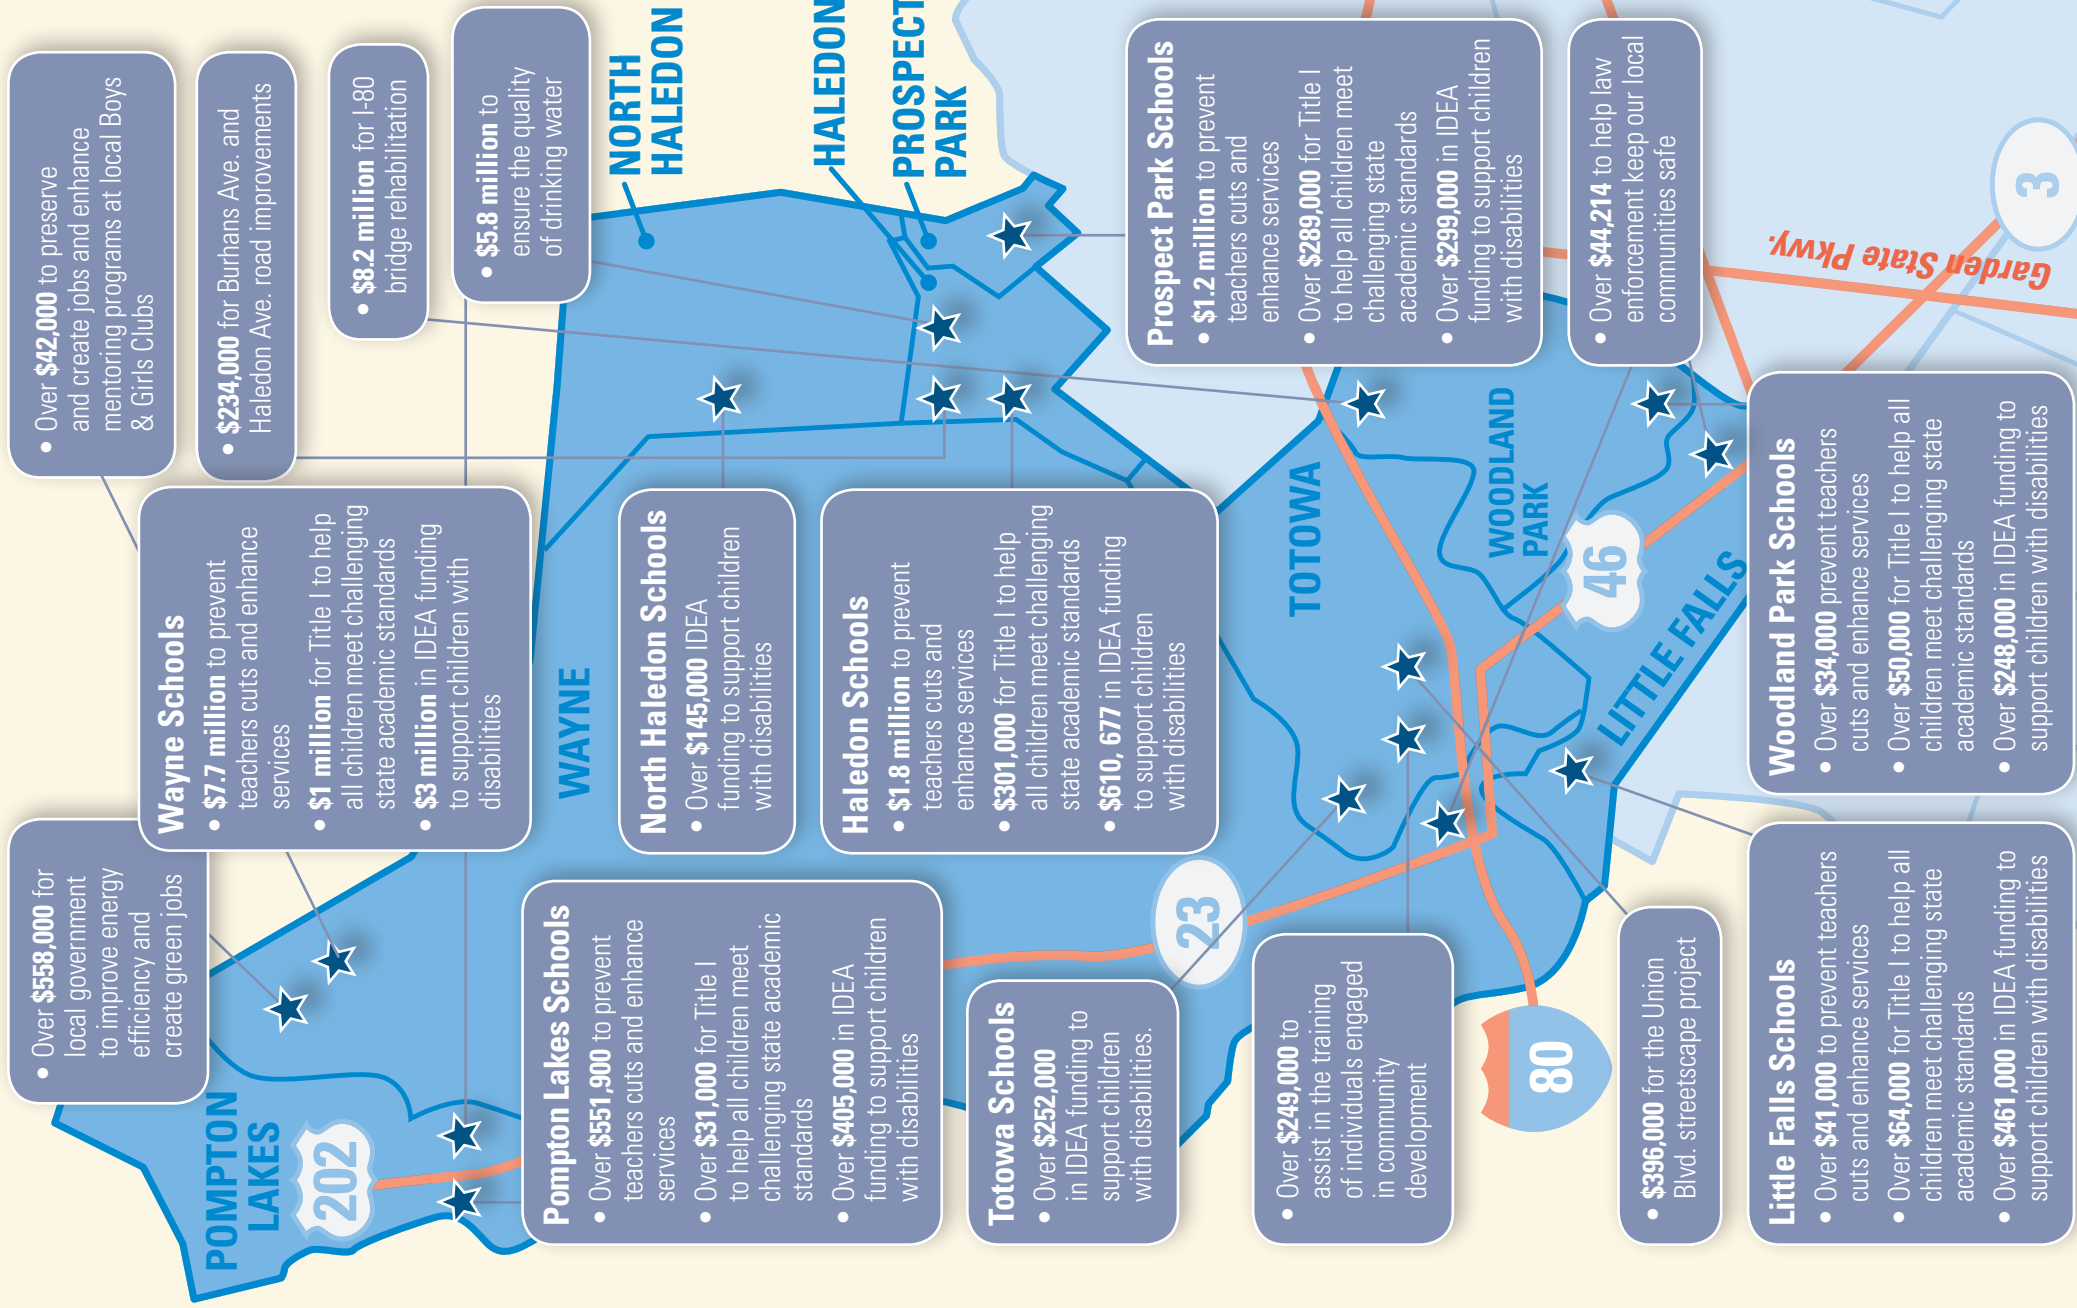 • Over $558,000 for
local government
to improve energy
efficiency and
create green jobs
• Over $42,000 to preserve
and create jobs and enhance
mentoring programs at local Boys
& Girls Clubs
• $234,000 for Burhans Ave. and
Haledon Ave. road improvements
• $8.2 million for I-80
bridge rehabilitation
• $5.8 million to
ensure the quality
of drinking water
Wayne Schools
• $7.7 million to prevent
teachers cuts and enhance
services
• $1 million for Title I to help
all children meet challenging
state academic standards
• $3 million in IDEA funding
to support children with
disabilities
POMPTON
LAKES
202
WAYNE
NORTH
HALEDON
HALEDON
PROSPECT
PARK
Pompton Lakes Schools
• Over $551,900 to prevent
teachers cuts and enhance
services
• Over $31,000 for Title I
to help all children meet
challenging state academic
standards
• Over $405,000 in IDEA
funding to support children
with disabilities
North Haledon Schools
• Over $145,000 IDEA
funding to support children
with disabilities
Haledon Schools
• $1.8 million to prevent
teachers cuts and
enhance services
• $301,000 for Title I to help
all children meet challenging
state academic standards
• $610, 677 in IDEA funding
to support children
with disabilities
Totowa Schools
• Over $252,000
in IDEA funding to
support children
with disabilities.
23
Prospect Park Schools
• $1.2 million to prevent
teachers cuts and
enhance services
• Over $289,000 for Title I
to help all children meet
challenging state
academic standards
• Over $299,000 in IDEA
funding to support children
with disabilities
• Over $249,000 to
assist in the training
of individuals engaged
in community
development
TOTOWA
WOODLAND
PARK
80
46
LITTLE FALLS
• Over $44,214 to help law
enforcement keep our local
communities safe
• $396,000 for the Union
Blvd. streetscape project
Garden State Pkwy.
3
Little Falls Schools
• Over $41,000 to prevent teachers
cuts and enhance services
• Over $64,000 for Title I to help all
children meet challenging state
academic standards
• Over $461,000 in IDEA funding to
support children with disabilities
Woodland Park Schools
• Over $34,000 prevent teachers
cuts and enhance services
• Over $50,000 for Title I to help all
children meet challenging state
academic standards
• Over $248,000 in IDEA funding to
support children with disabilities